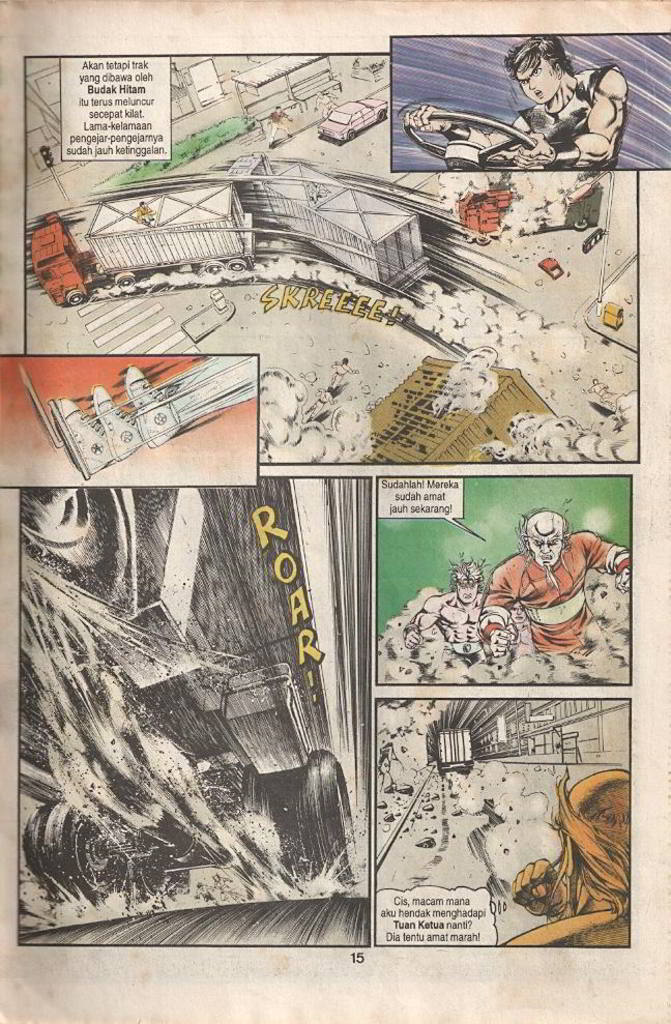 Akan tetapi trak
yang dibawa oleh
Budak Hitam
itu terus meluncur
secepat kilat.
Lama-kelamaan
pengejar-pengejarnya
sudah jauh ketinggalan.
SKREEEE!
ROAR!
Sudahlah! Mereka
sudah amat
jauh sekarang!
Cis, macam mana
aku hendak menghadapi
Tuan Ketua nanti?
Dia tentu amat marah!
15